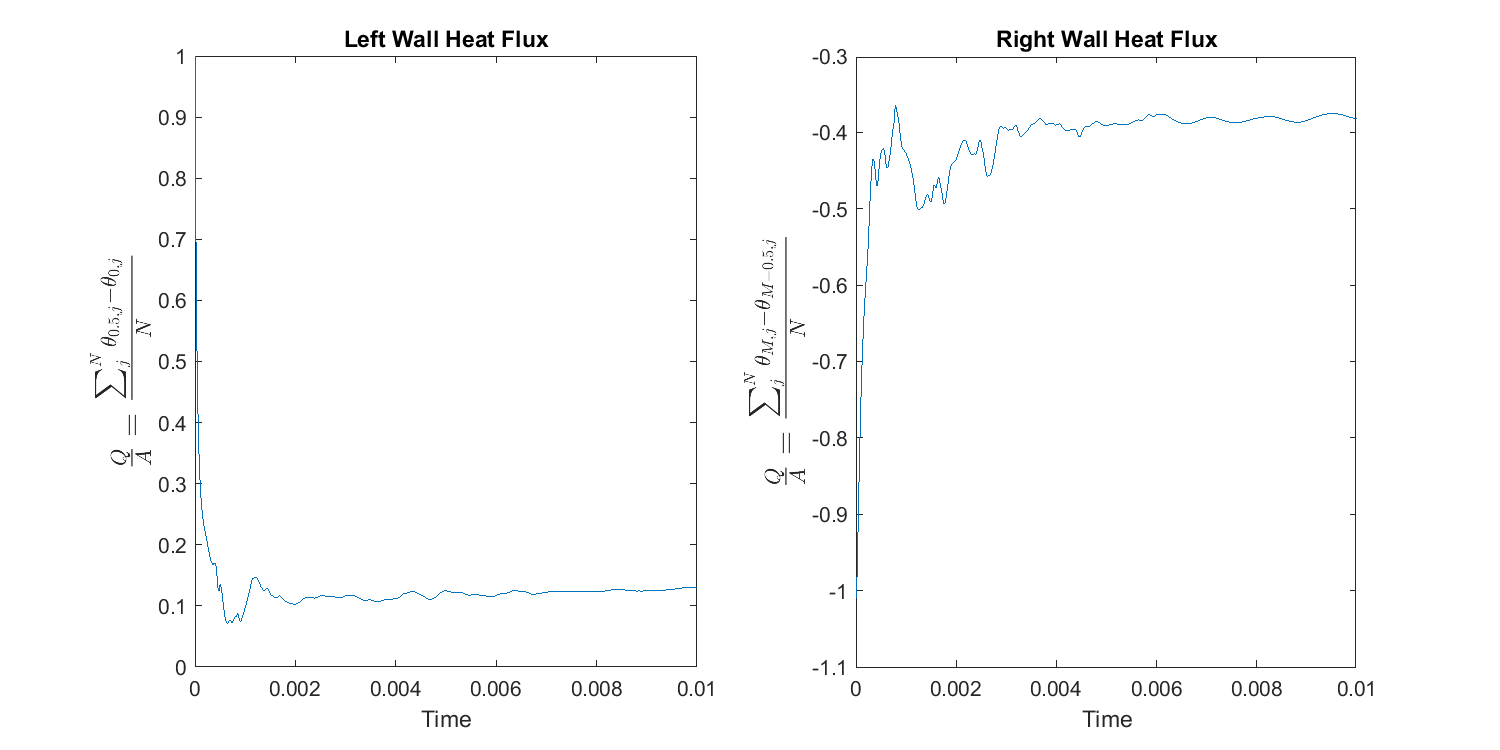 Left Wall Heat Flux
1
0.9
0.8
0.7
0.6
0.5
0.4
0.3
0.2
0.1
0
0 0.002 0.004 0.006 0.008 0.01
Time
Q/A = ∑_j^N θ_{0.5,j}−θ_{0,j} / N
Right Wall Heat Flux
-0.3
-0.4
-0.5
-0.6
-0.7
-0.8
-0.9
-1
-1.1
0 0.002 0.004 0.006 0.008 0.01
Time
Q/A = ∑_j^N θ_{M,j}−θ_{M−0.5,j} / N